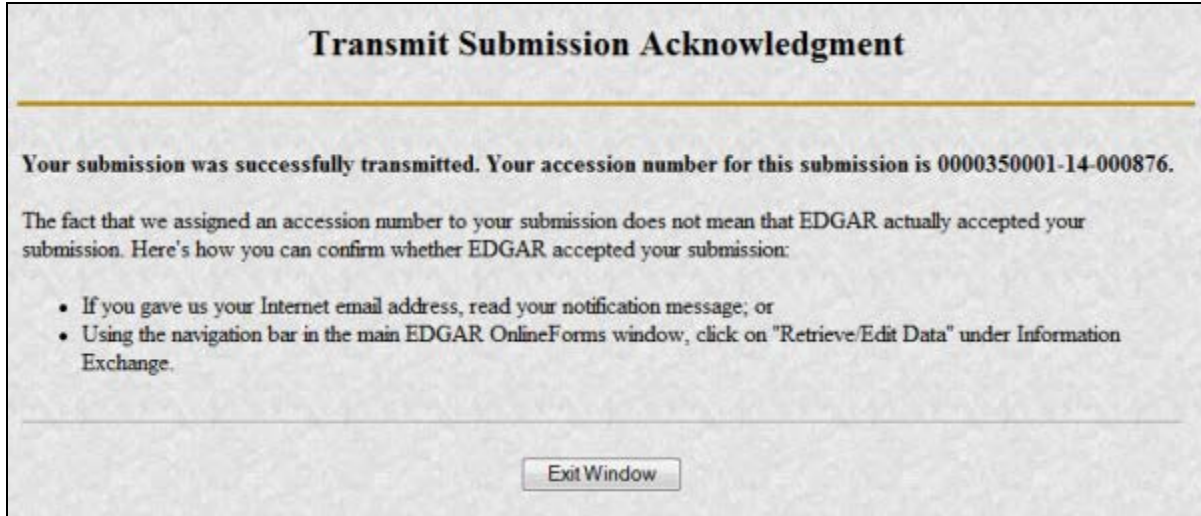 Transmit Submission Acknowledgment
Your submission was successfully transmitted. Your accession number for this submission is 0000350001-14-000876.
The fact that we assigned an accession number to your submission does not mean that EDGAR actually accepted your
submission. Here's how you can confirm whether EDGAR accepted your submission:
• If you gave us your Internet email address, read your notification message; or
• Using the navigation bar in the main EDGAR OnlineForms window, click on "Retrieve/Edit Data" under Information
Exchange.
Exit Window